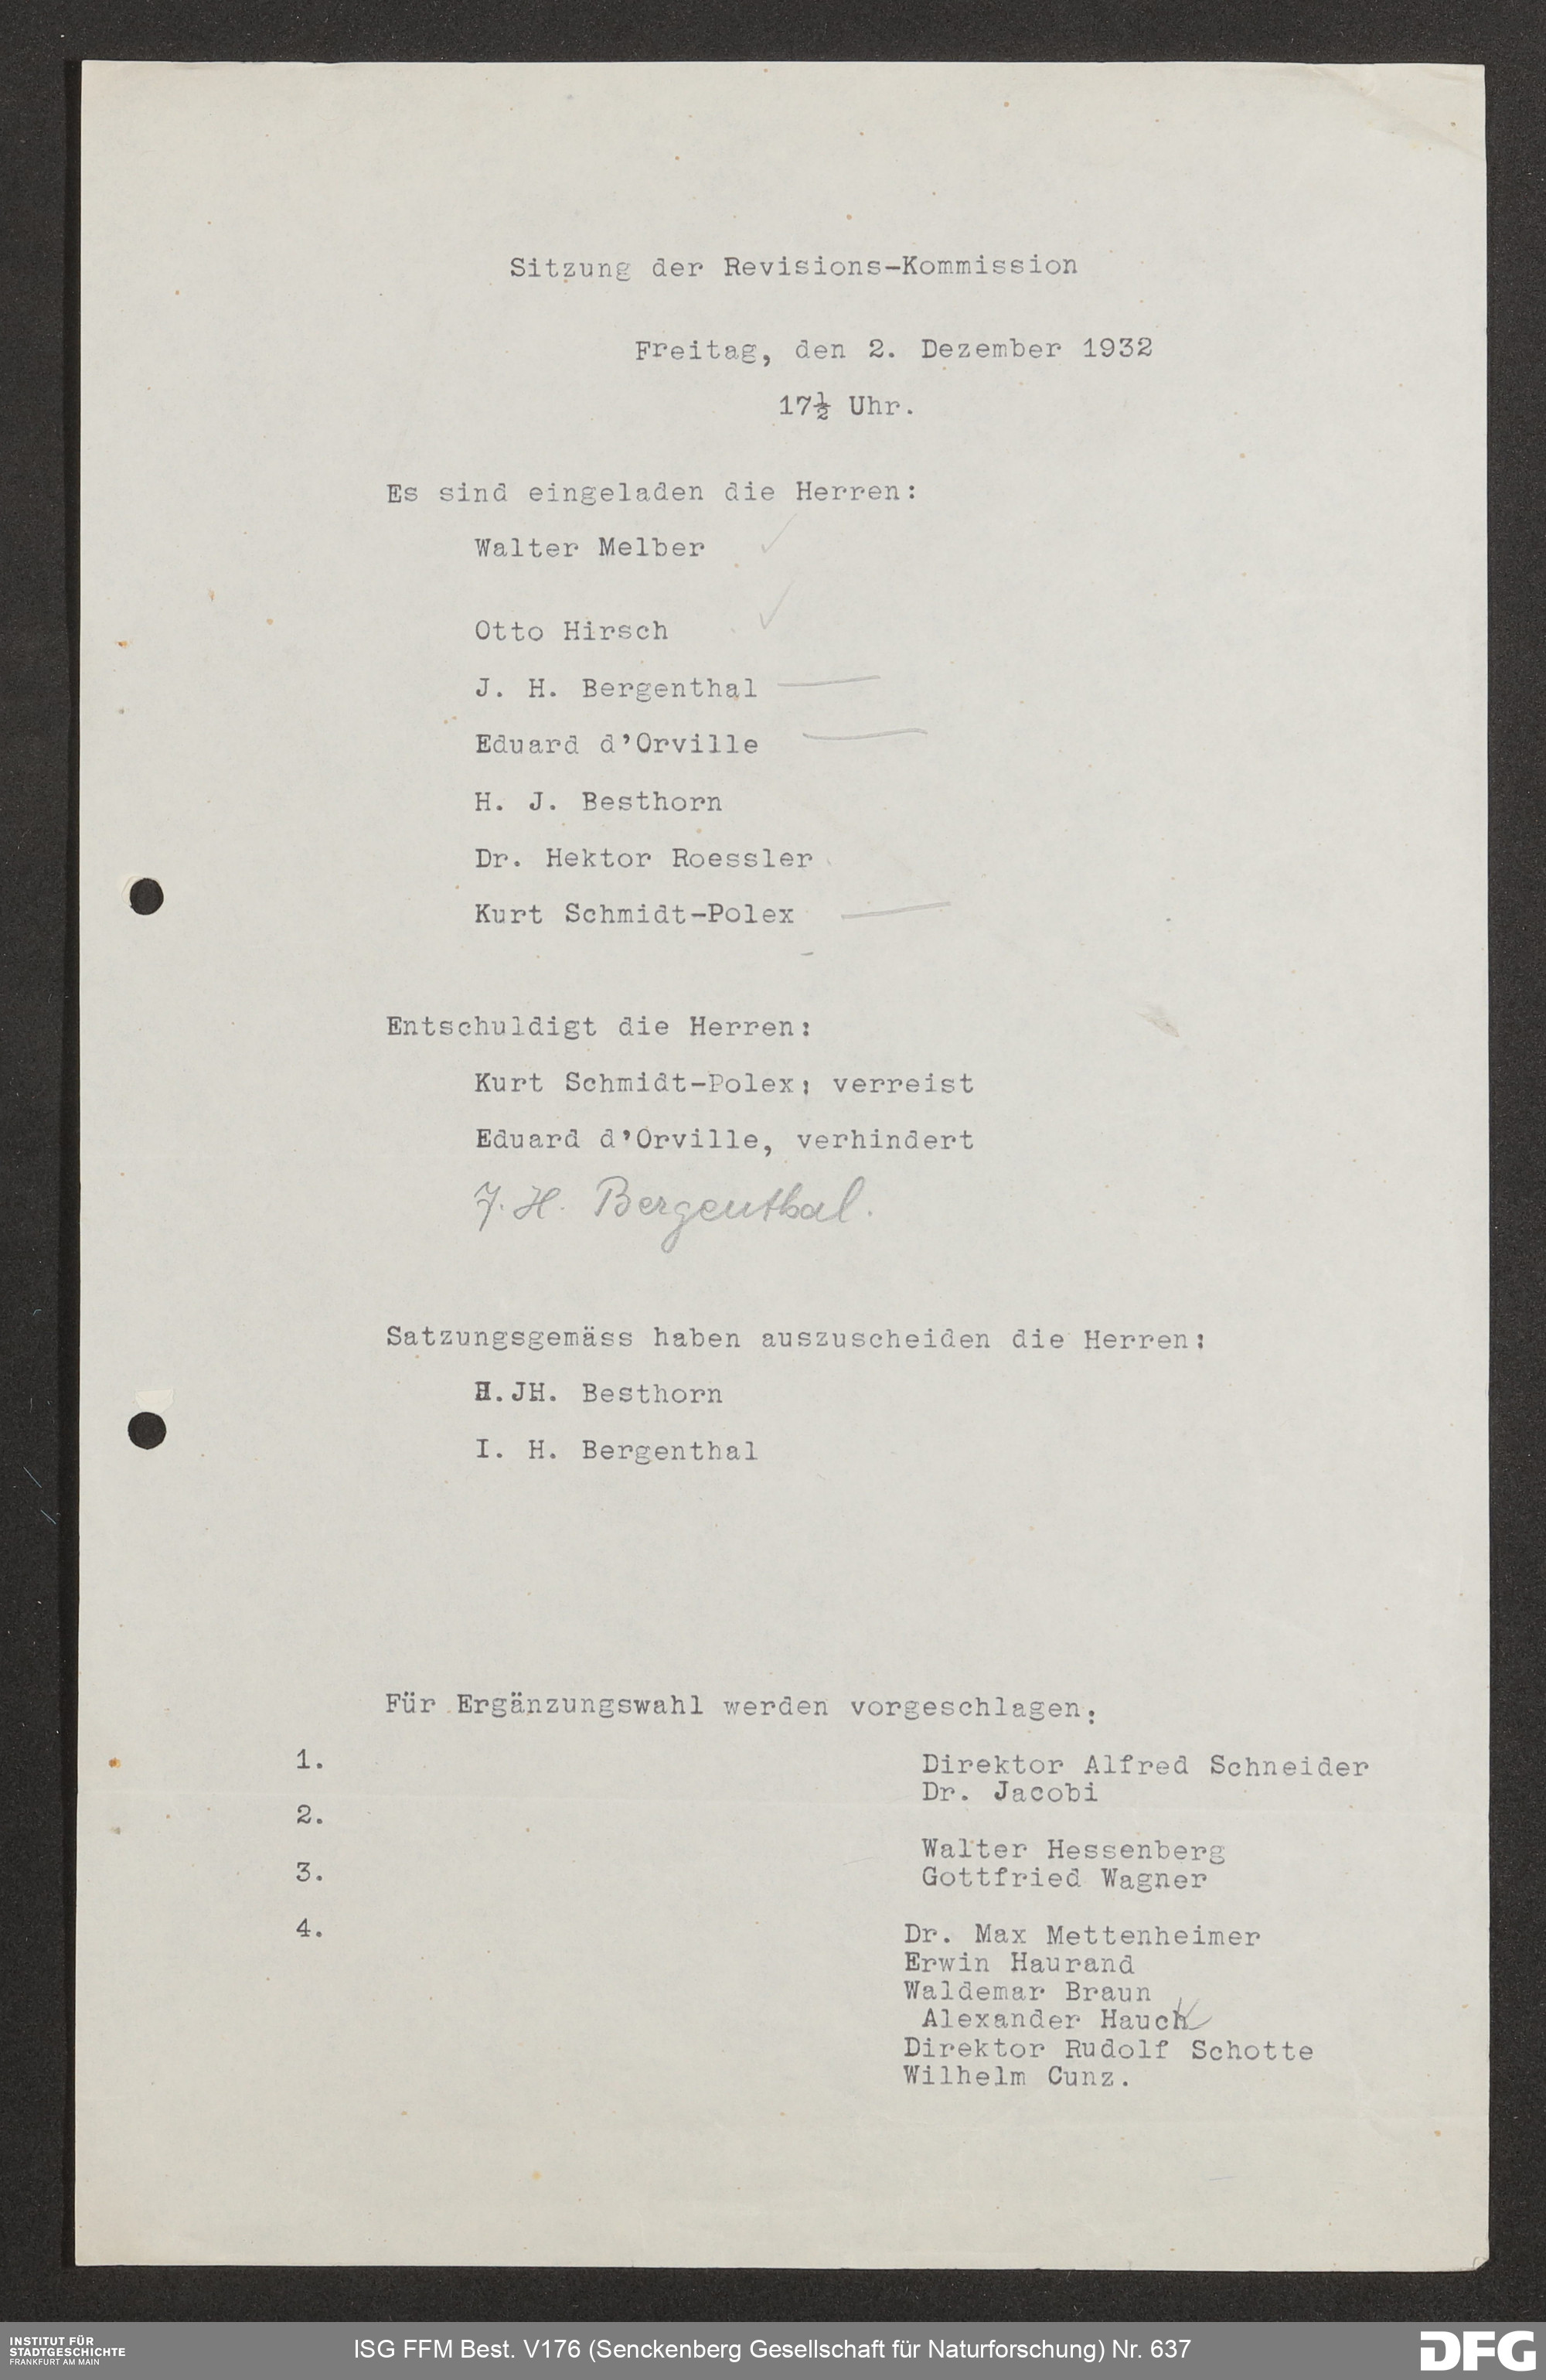 Sitzung der Revisions-Kommission
Freitag, den 2. Dezember 1932
17½ Uhr.
Es sind eingeladen die Herren:
Walter Melber
Otto Hirsch
J. H. Bergenthal
Eduard d'Orville
H. J. Besthorn
Dr. Hektor Roessler
Kurt Schmidt-Polex
Entschuldigt die Herren:
Kurt Schmidt-Polex, verreist
Eduard d'Orville, verhindert
J. H. Bergenthal.
Satzungsgemäss haben auszuscheiden die Herren:
H.JH. Besthorn
I. H. Bergenthal
Für Ergänzungswahl werden vorgeschlagen:
1. Direktor Alfred Schneider
Dr. Jacobi
2.
Walter Hessenberg
3. Gottfried Wagner
4. Dr. Max Mettenheimer
Erwin Haurand
Waldemar Braun
Alexander Hauck
Direktor Rudolf Schotte
Wilhelm Cunz.
INSTITUT FÜR
STADTGESCHICHTE
FRANKFURT AM MAIN
ISG FFM Best. V176 (Senckenberg Gesellschaft für Naturforschung) Nr. 637
DFG